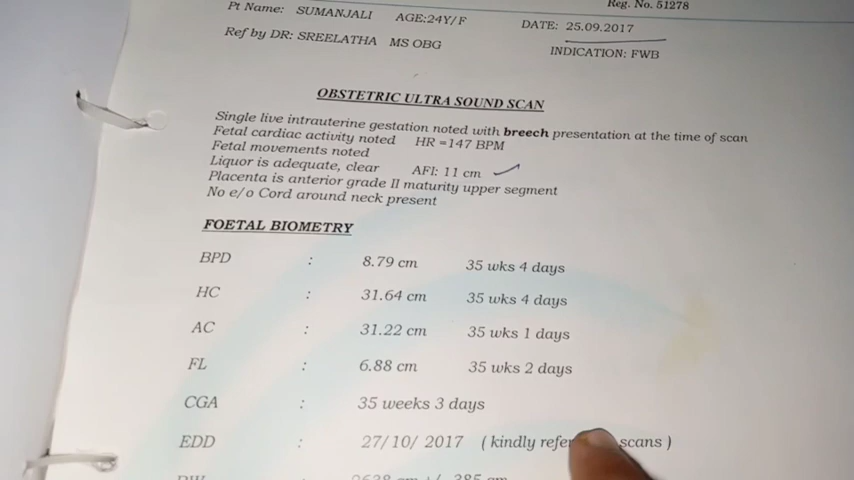 Reg. No. 51278
Pt Name: SUMANJALI AGE:24Y/F DATE: 25.09.2017
Ref by DR: SREELATHA MS OBG INDICATION: FWB
OBSTETRIC ULTRA SOUND SCAN
Single live intrauterine gestation noted with breech presentation at the time of scan
Fetal cardiac activity noted HR =147 BPM
Fetal movements noted
Liquor is adequate, clear AFI: 11 cm
Placenta is anterior grade II maturity upper segment
No e/o Cord around neck present
FOETAL BIOMETRY
BPD : 8.79 cm 35 wks 4 days
HC : 31.64 cm 35 wks 4 days
AC : 31.22 cm 35 wks 1 days
FL : 6.88 cm 35 wks 2 days
CGA : 35 weeks 3 days
EDD : 27/10/ 2017 ( kindly refer scans )